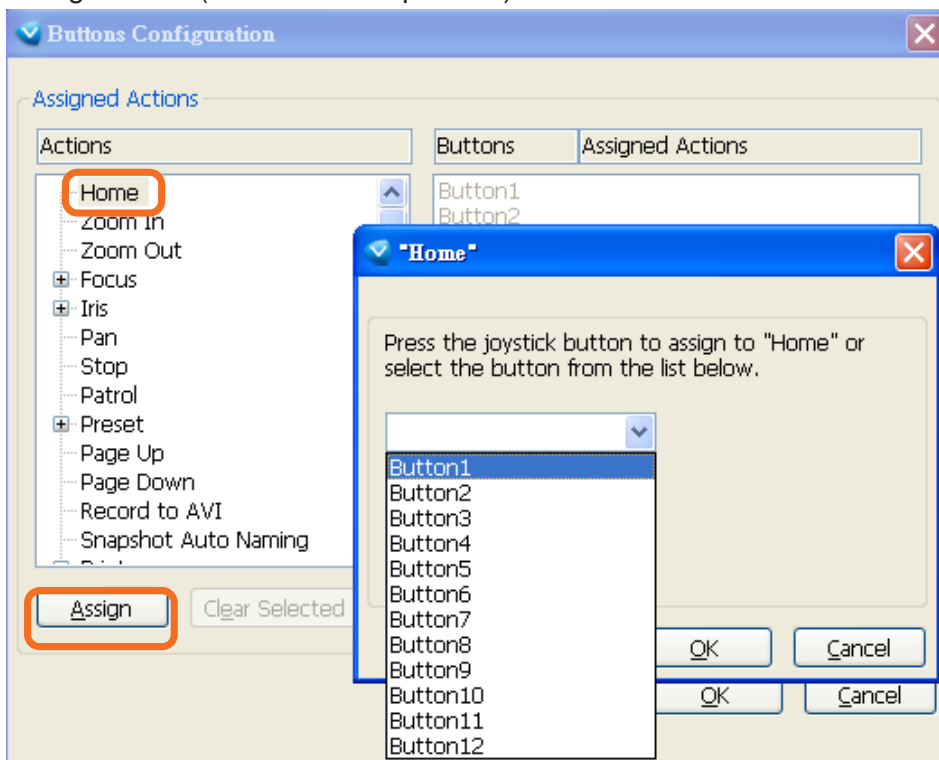 Buttons Configuration
Assigned Actions
Actions
Buttons
Assigned Actions
Home
Zoom In
Zoom Out
Focus
Iris
Pan
Stop
Patrol
Preset
Page Up
Page Down
Record to AVI
Snapshot Auto Naming
Button1
Button2
"Home"
Press the joystick button to assign to "Home" or
select the button from the list below.
Button1
Button2
Button3
Button4
Button5
Button6
Button7
Button8
Button9
Button10
Button11
Button12
OK
Cancel
Assign
Clear Selected
OK
Cancel